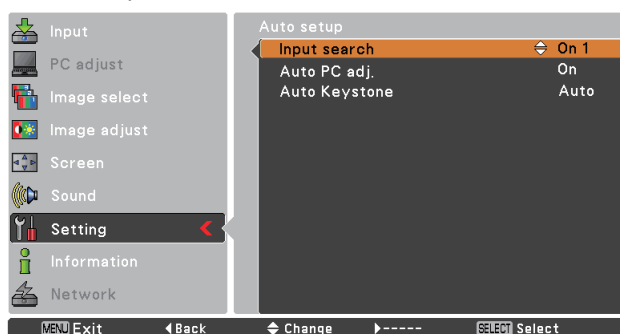 Input
PC adjust
Image select
Image adjust
Screen
Sound
Setting
Information
Network
Auto setup
Input search On 1
Auto PC adj. On
Auto Keystone Auto
MENU Exit Back Change ----- SELECT Select